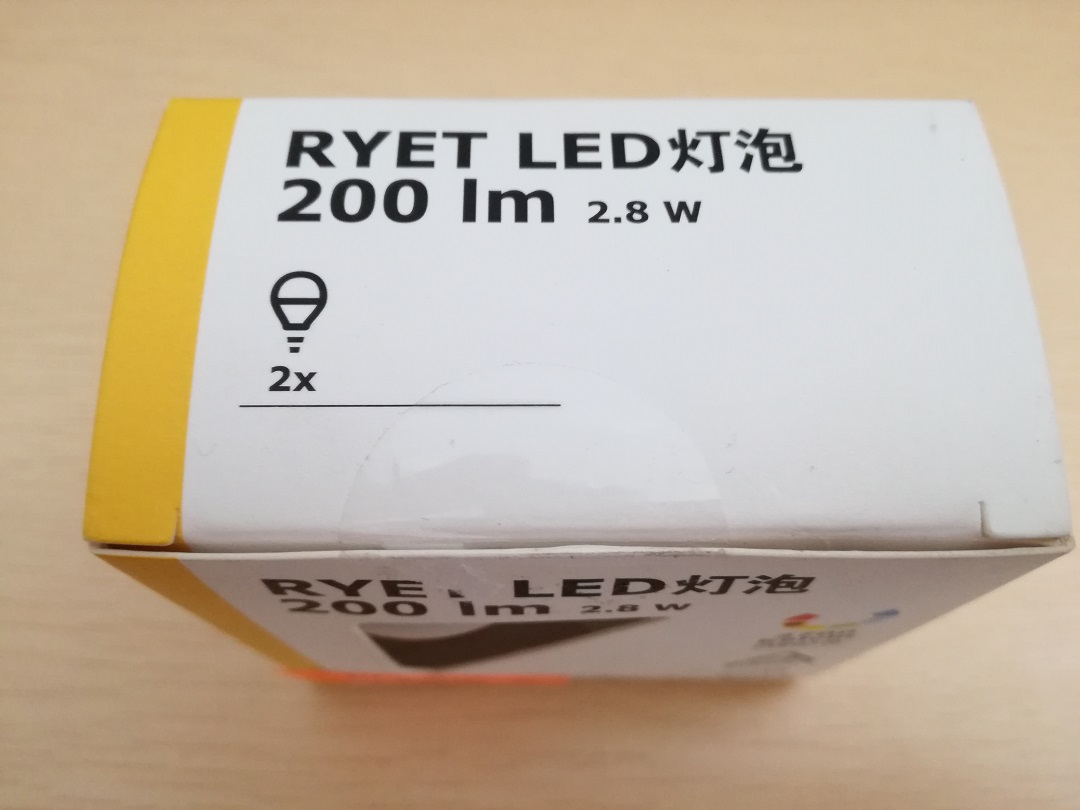 RYET LED灯泡
200 lm 2.8 W
2x
RYE LED灯泡
200 lm 2.8 W